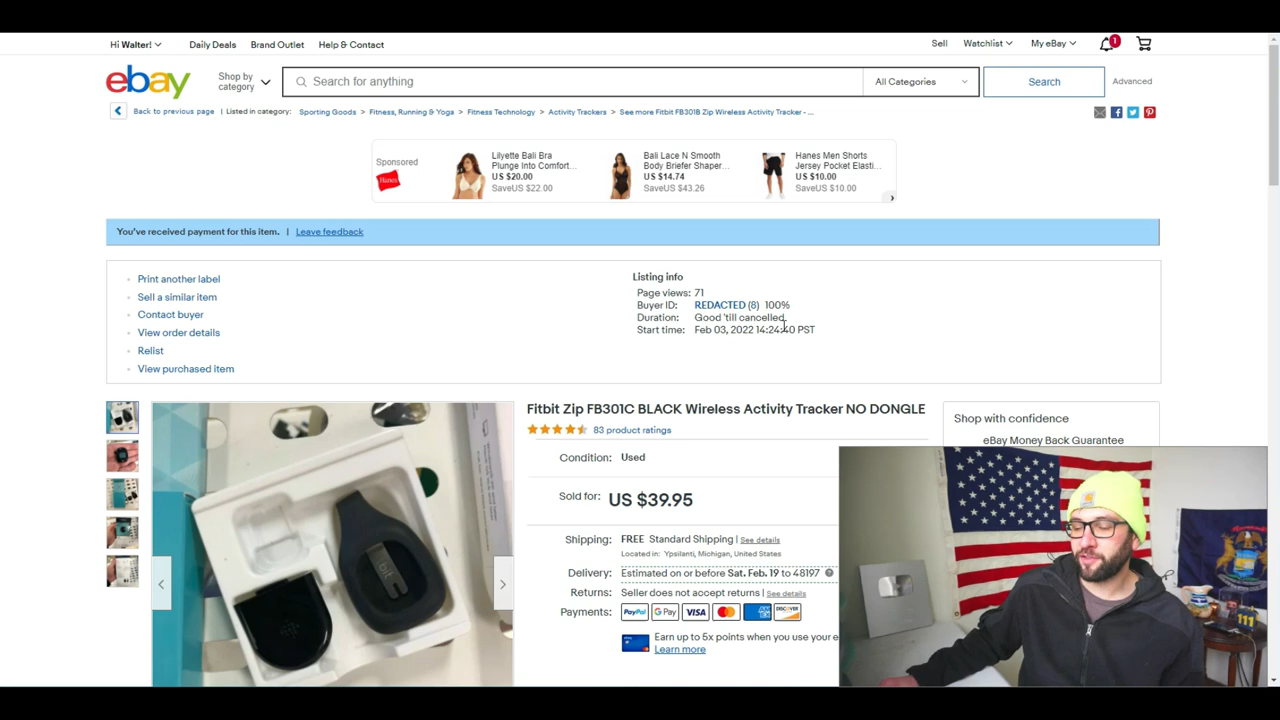 Hi Walter!
Daily Deals
Brand Outlet
Help & Contact
Sell
Watchlist
My eBay
1
ebay
Shop by category
Search for anything
All Categories
Search
Advanced
Back to previous page | Listed in category: Sporting Goods > Fitness, Running & Yoga > Fitness Technology > Activity Trackers > See more Fitbit FB301B Zip Wireless Activity Tracker - ...
Sponsored
Hanes
Lilyette Bali Bra
Plunge Into Comfort...
US $20.00
SaveUS $22.00
Bali Lace N Smooth
Body Briefer Shaper...
US $14.74
SaveUS $43.26
Hanes Men Shorts
Jersey Pocket Elasti...
US $10.00
SaveUS $10.00
You've received payment for this item. | Leave feedback
Print another label
Sell a similar item
Contact buyer
View order details
Relist
View purchased item
Listing info
Page views: 71
Buyer ID: REDACTED (8) 100%
Duration: Good 'till cancelled
Start time: Feb 03, 2022 14:24:40 PST
Fitbit Zip FB301C BLACK Wireless Activity Tracker NO DONGLE
83 product ratings
Condition: Used
Sold for: US $39.95
Shipping: FREE Standard Shipping | See details
Located in: Ypsilanti, Michigan, United States
Delivery: Estimated on or before Sat. Feb. 19 to 48197
Returns: Seller does not accept returns | See details
Payments: PayPal G Pay VISA DISCOVER
Earn up to 5x points when you use your e
Learn more
Shop with confidence
eBay Money Back Guarantee
111